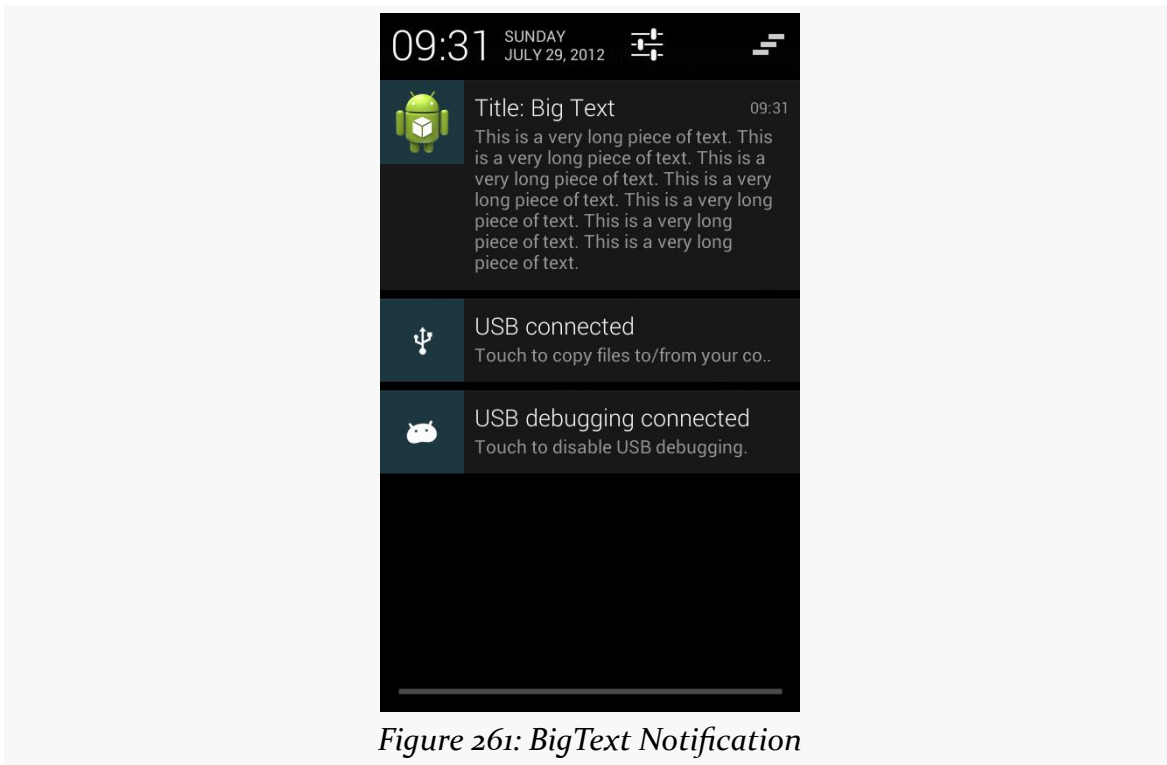 09:31 SUNDAY
JULY 29, 2012
Title: Big Text 09:31
This is a very long piece of text. This
is a very long piece of text. This is a
very long piece of text. This is a very
long piece of text. This is a very long
piece of text. This is a very long
piece of text. This is a very long
piece of text.
USB connected
Touch to copy files to/from your co..
USB debugging connected
Touch to disable USB debugging.
Figure 261: BigText Notification